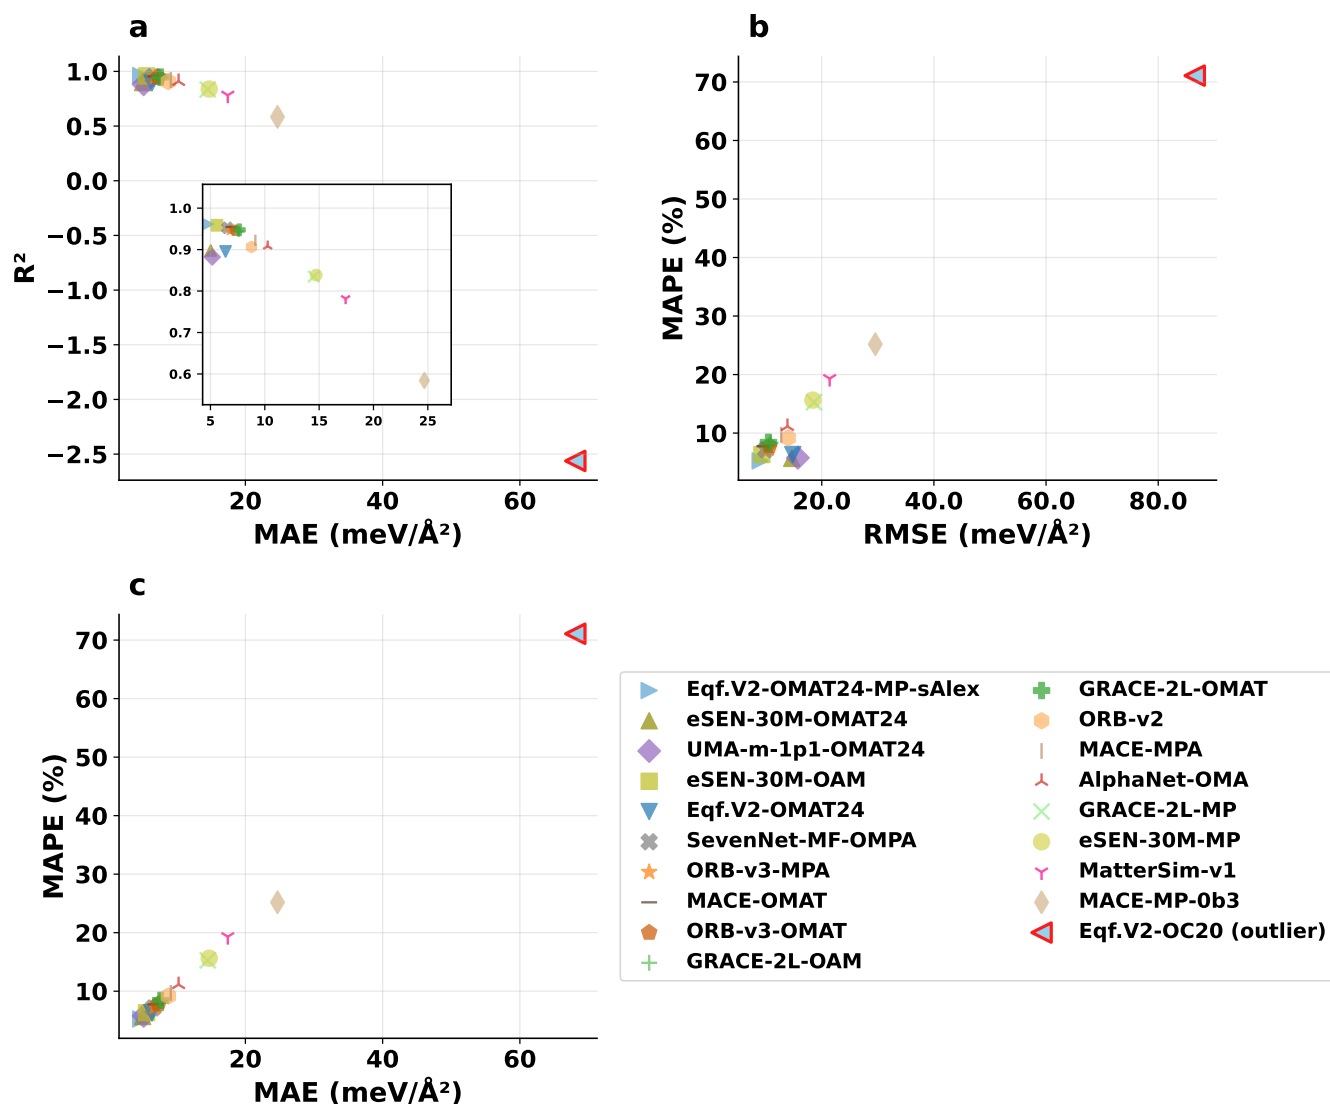 a
1.0
0.5
0.0
−0.5
−1.0
−1.5
−2.0
−2.5
R²
1.0
0.9
0.8
0.7
0.6
5 10 15 20 25
20 40 60
MAE (meV/Å²)
b
70
60
50
40
30
20
10
MAPE (%)
20.0 40.0 60.0 80.0
RMSE (meV/Å²)
c
70
60
50
40
30
20
10
MAPE (%)
20 40 60
MAE (meV/Å²)
Eqf.V2-OMAT24-MP-sAlex
eSEN-30M-OMAT24
UMA-m-1p1-OMAT24
eSEN-30M-OAM
Eqf.V2-OMAT24
SevenNet-MF-OMPA
ORB-v3-MPA
MACE-OMAT
ORB-v3-OMAT
GRACE-2L-OAM
GRACE-2L-OMAT
ORB-v2
MACE-MPA
AlphaNet-OMA
GRACE-2L-MP
eSEN-30M-MP
MatterSim-v1
MACE-MP-0b3
Eqf.V2-OC20 (outlier)